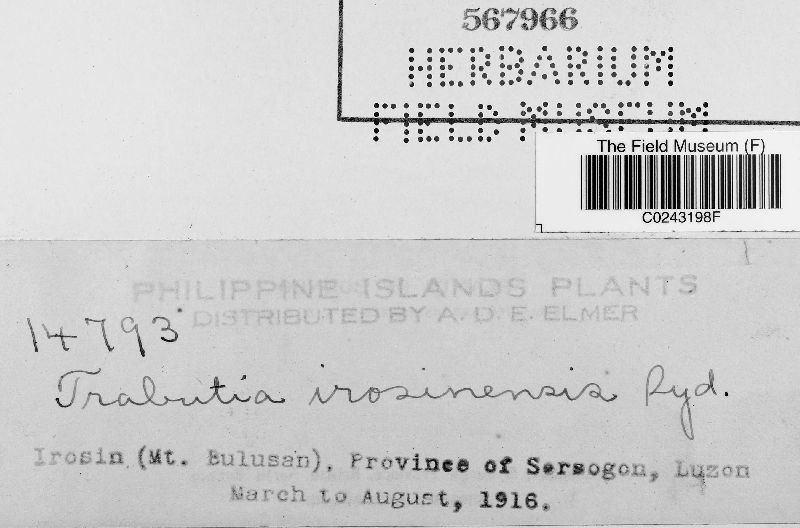 567966
HERBARIUM
FIELD MUSEUM
The Field Museum (F)
C0243198F
PHILIPPINE ISLANDS PLANTS
DISTRIBUTED BY A. D. E. ELMER
14793
Trabutia irosinensis Ryd.
Irosin (Mt. Bulusan), Province of Sorsogon, Luzon
March to August, 1916.